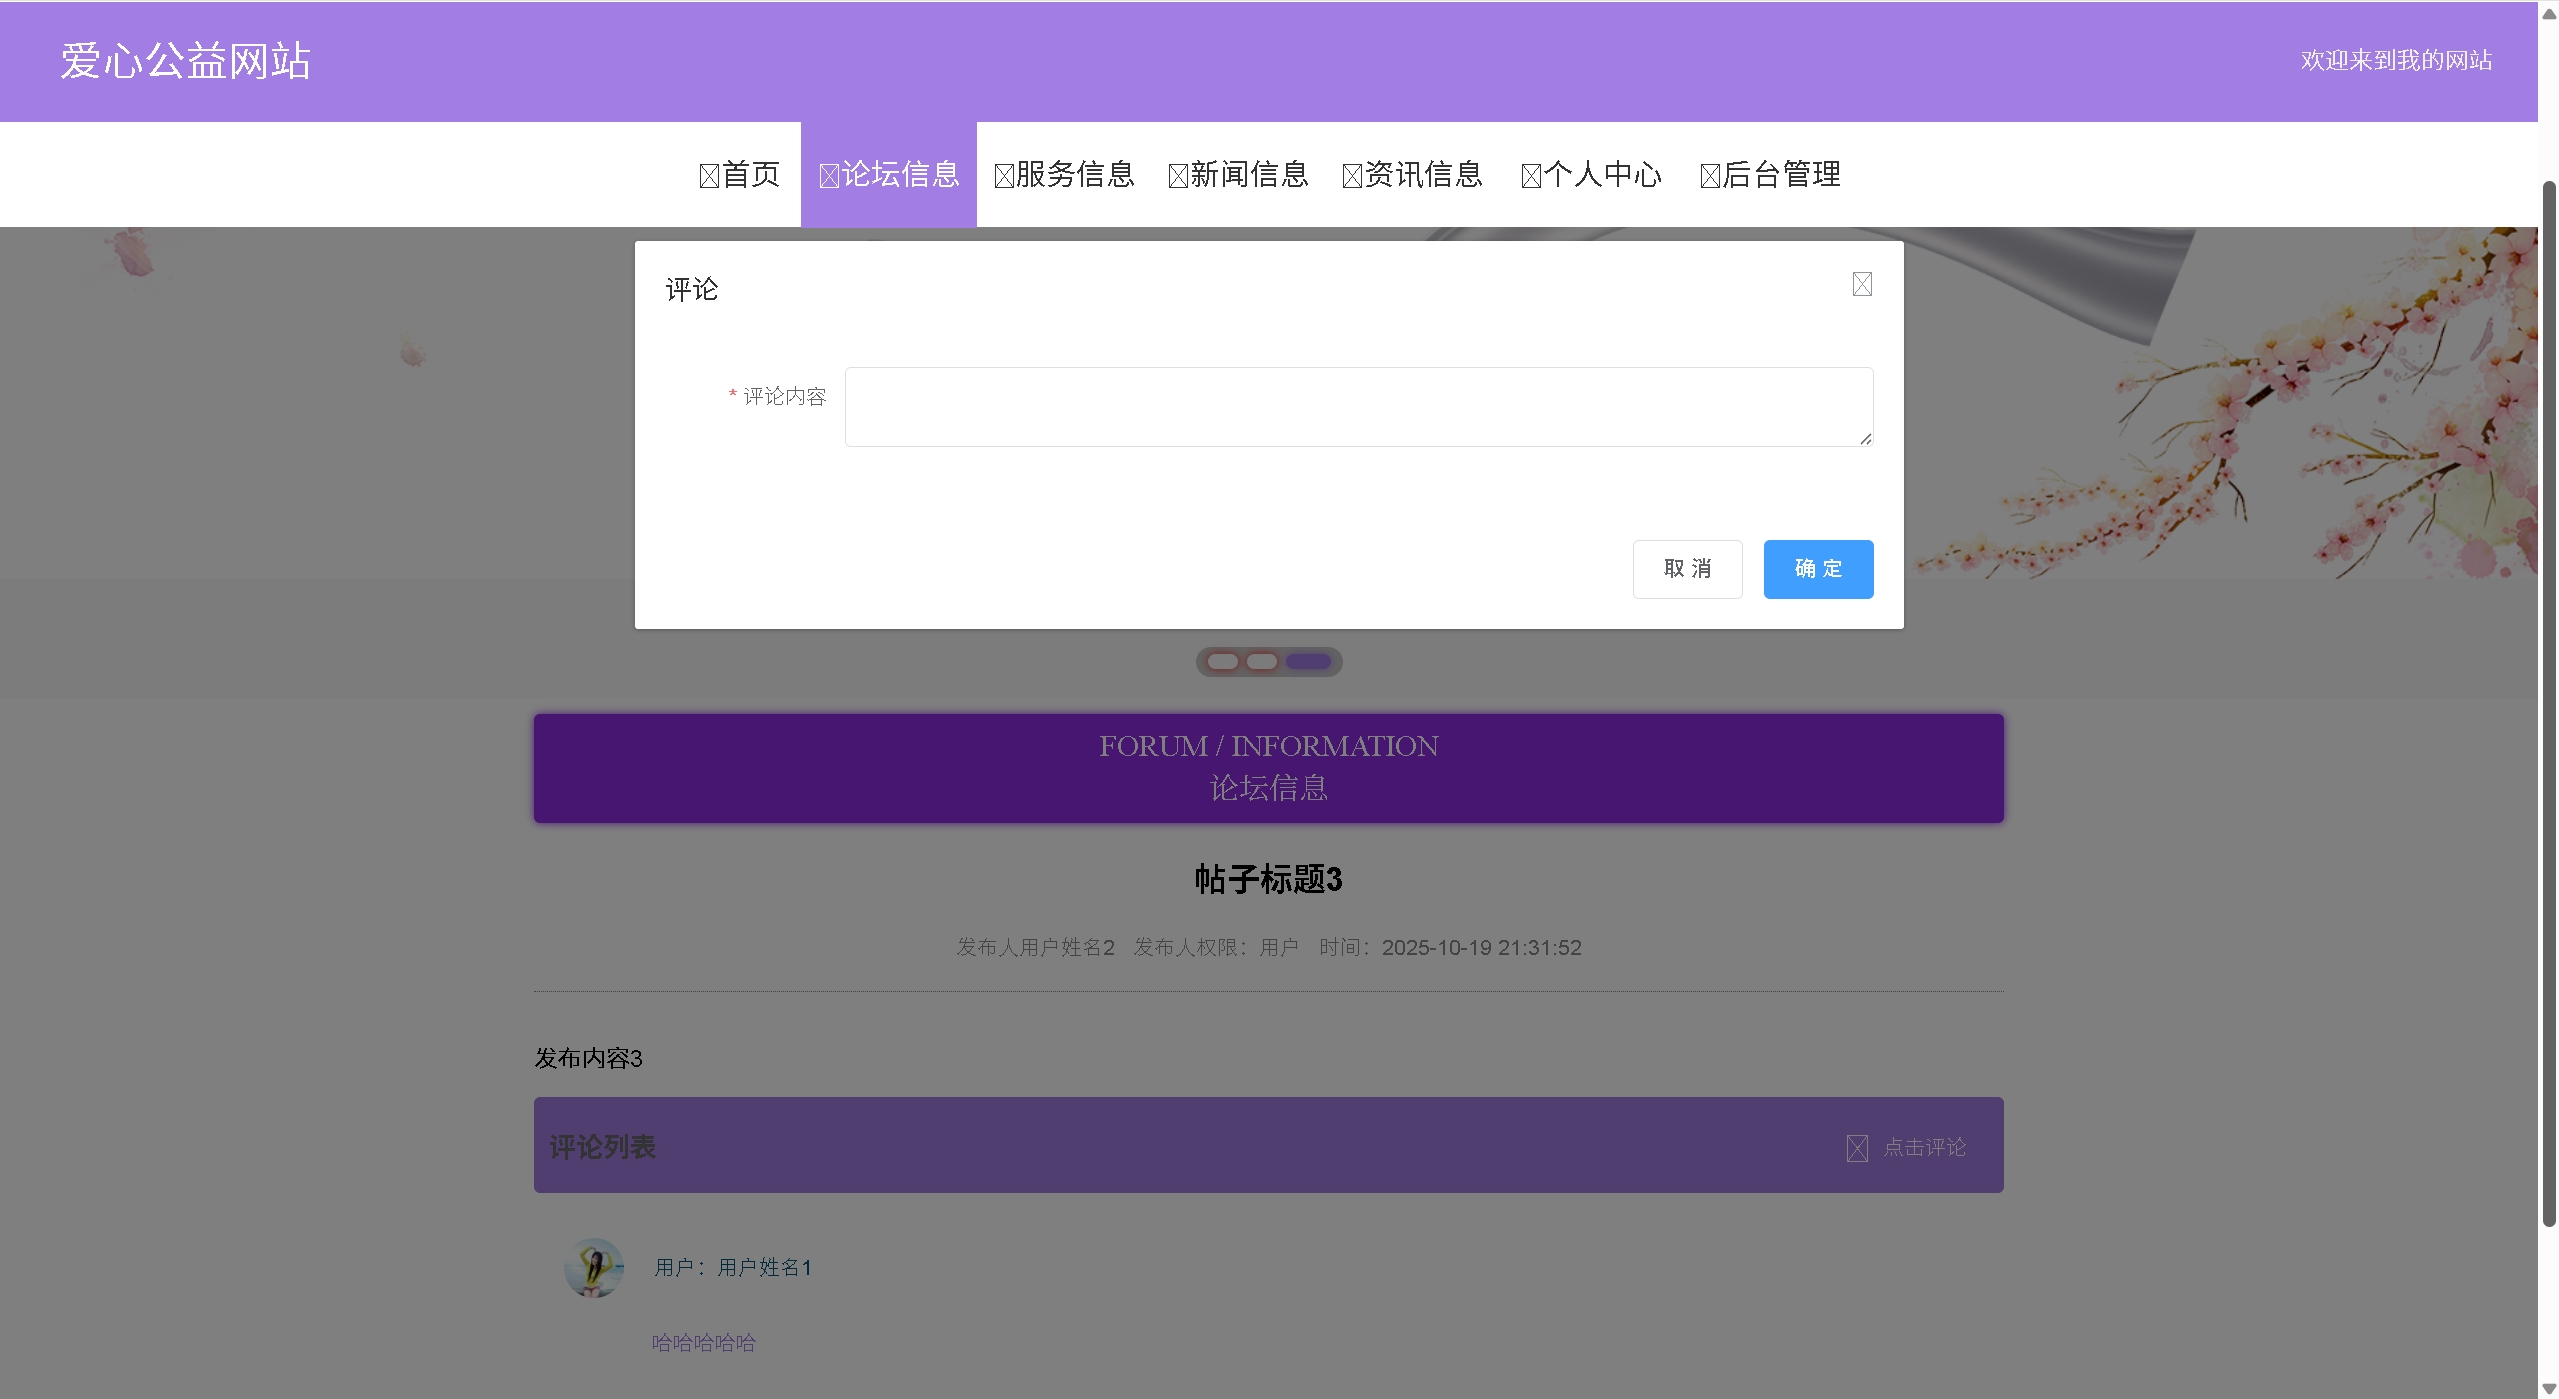 爱心公益网站
欢迎来到我的网站
首页 论坛信息 服务信息 新闻信息 资讯信息 个人中心 后台管理
评论
* 评论内容
取 消 确 定
FORUM / INFORMATION
论坛信息
帖子标题3
发布人用户姓名2 发布人权限：用户 时间：2025-10-19 21:31:52
发布内容3
评论列表
点击评论
用户：用户姓名1
哈哈哈哈哈